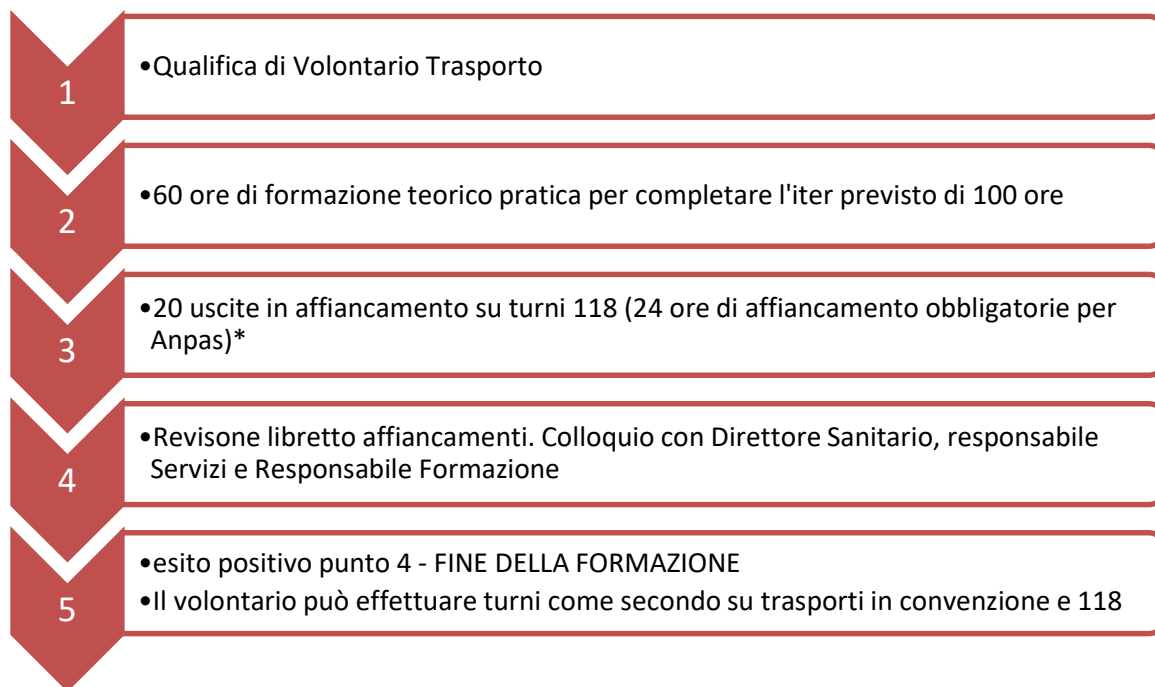 1
•Qualifica di Volontario Trasporto
2
•60 ore di formazione teorico pratica per completare l'iter previsto di 100 ore
3
•20 uscite in affiancamento su turni 118 (24 ore di affiancamento obbligatorie per
Anpas)*
4
•Revisone libretto affiancamenti. Colloquio con Direttore Sanitario, responsabile
Servizi e Responsabile Formazione
5
•esito positivo punto 4 - FINE DELLA FORMAZIONE
•Il volontario può effettuare turni come secondo su trasporti in convenzione e 118